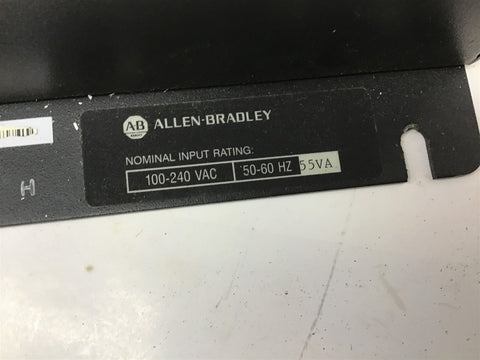 AB ALLEN-BRADLEY
NOMINAL INPUT RATING:
100-240 VAC 50-60 HZ 55VA
H